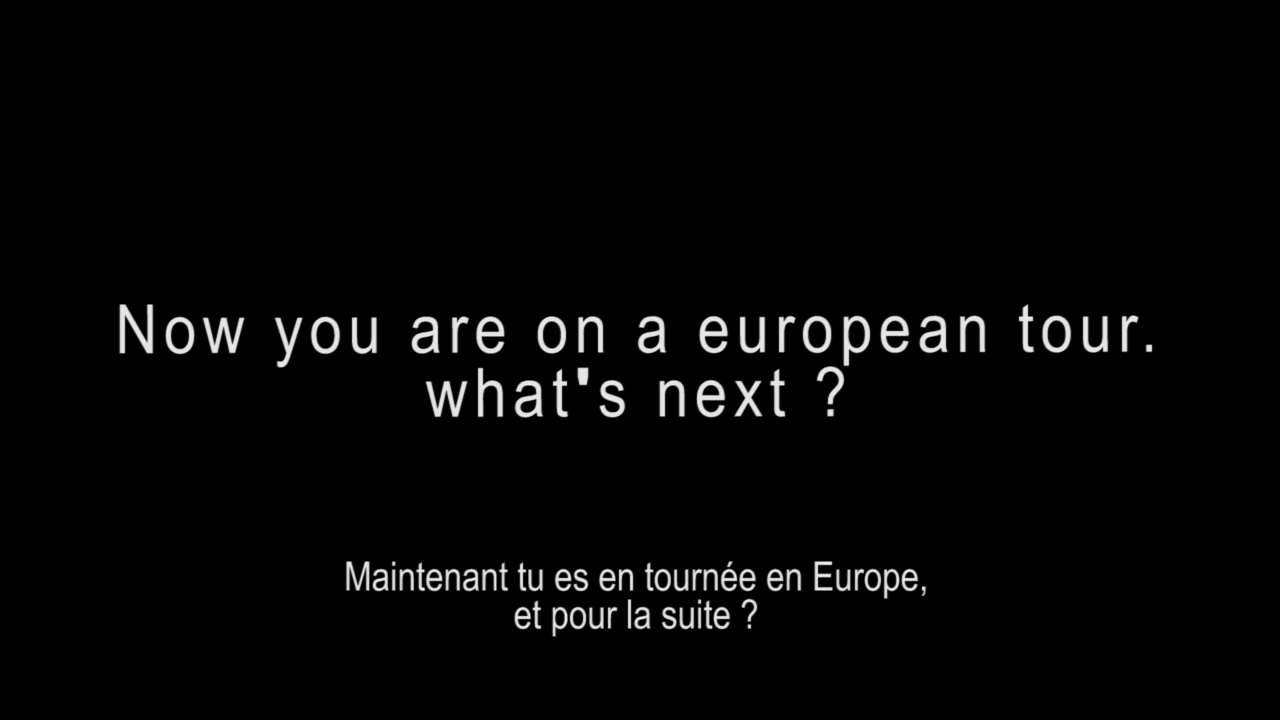 Now you are on a european tour.
what's next ?
Maintenant tu es en tournée en Europe,
et pour la suite ?